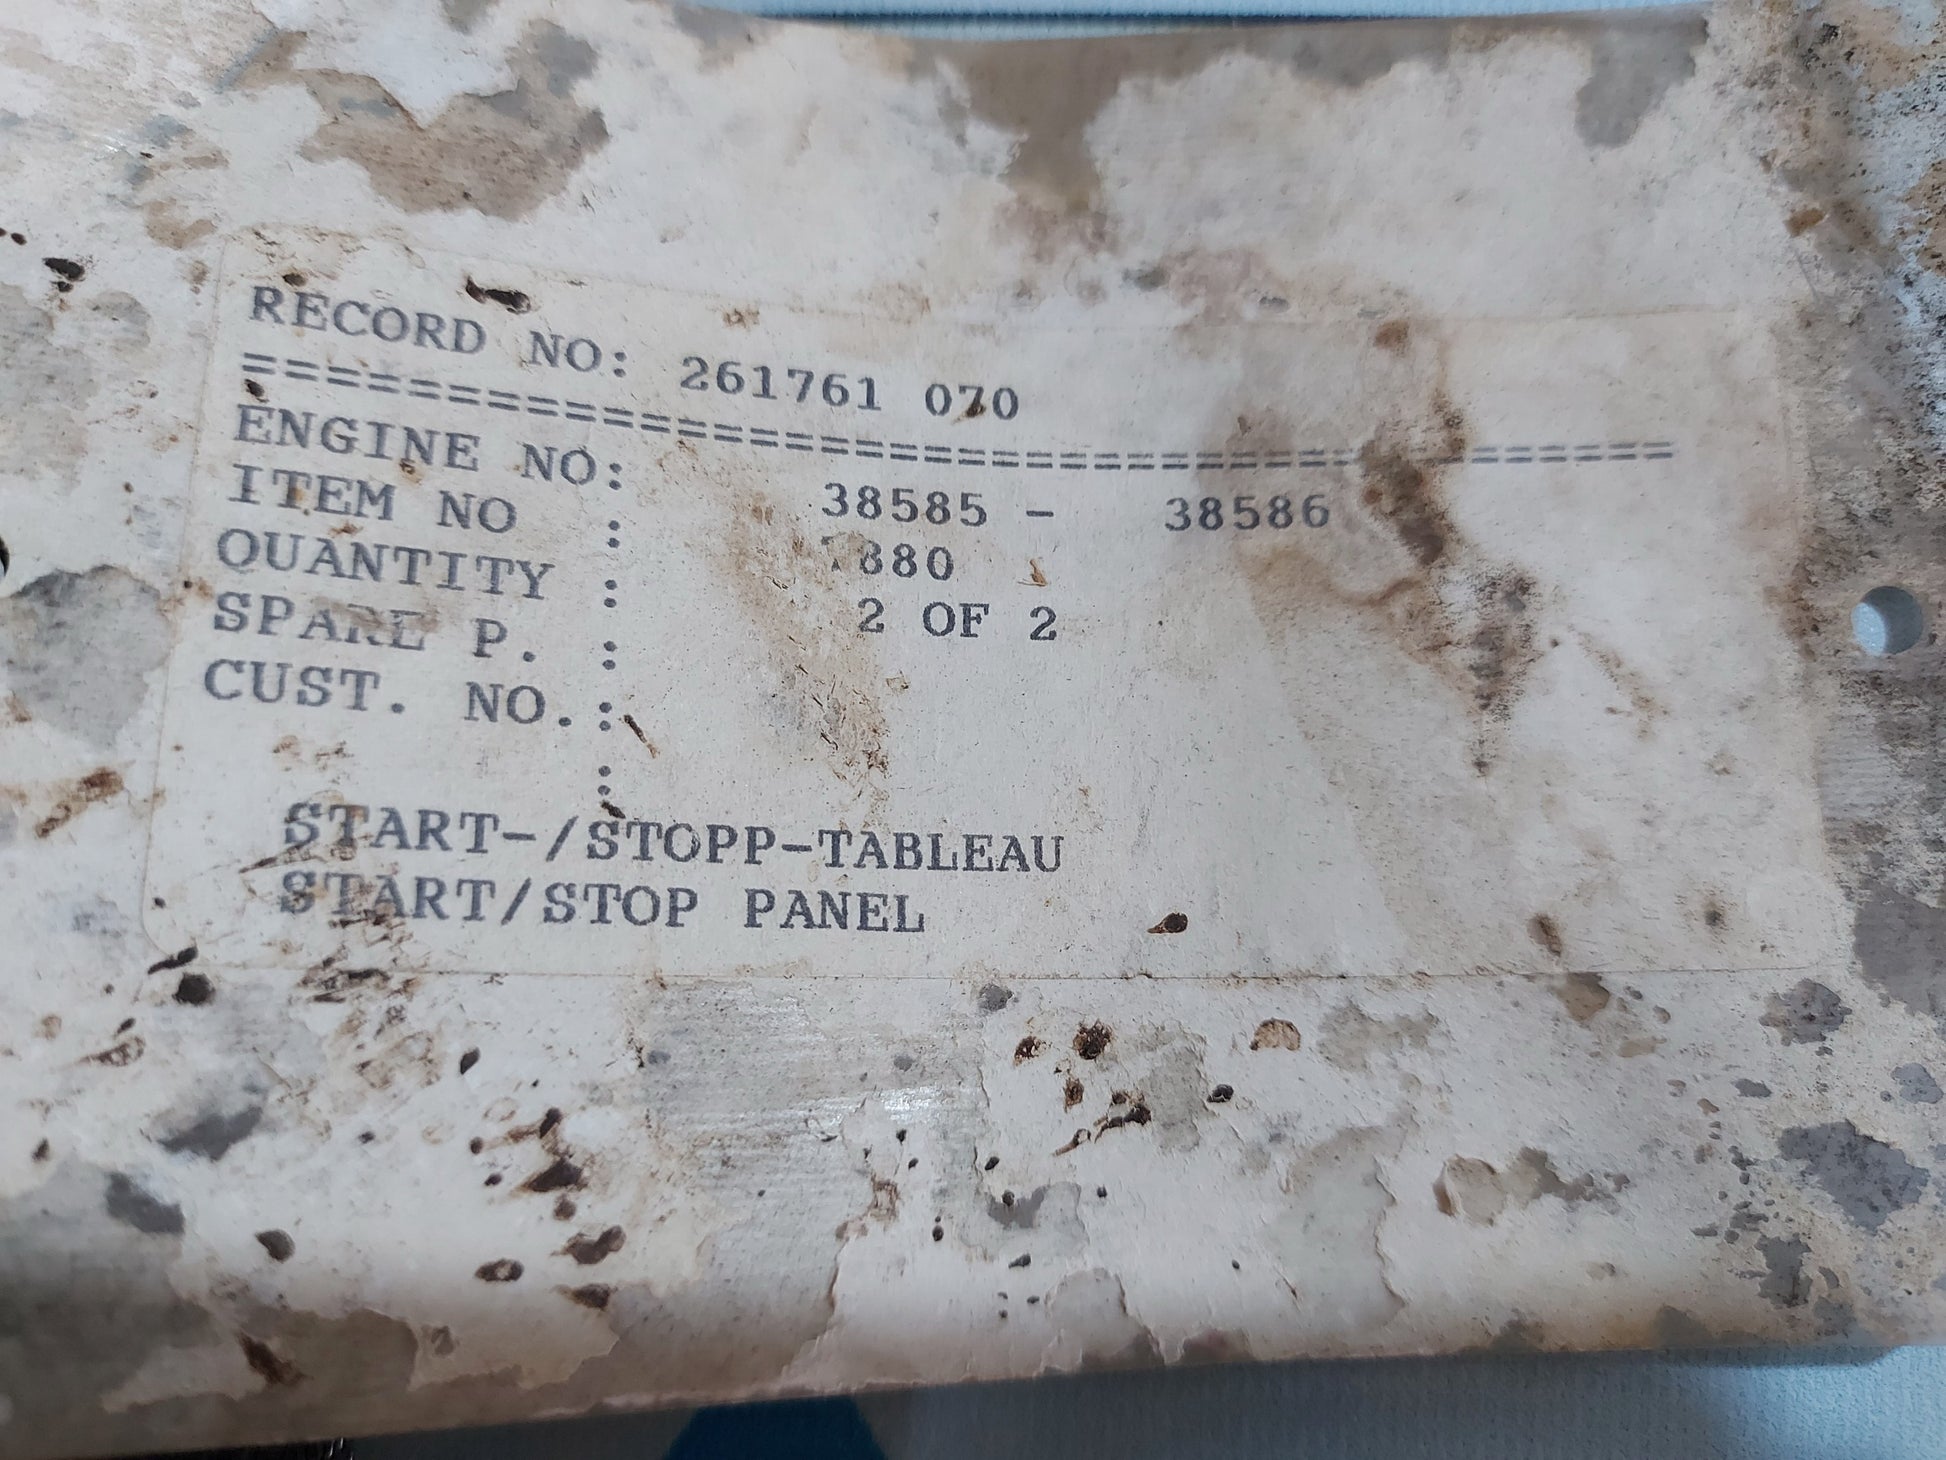 RECORD NO: 261761 070
=========================================
ENGINE NO: 38585 - 38586
ITEM NO : 880
QUANTITY : 2 OF 2
SPARE P. :
CUST. NO. :
:
START-/STOPP-TABLEAU
START/STOP PANEL